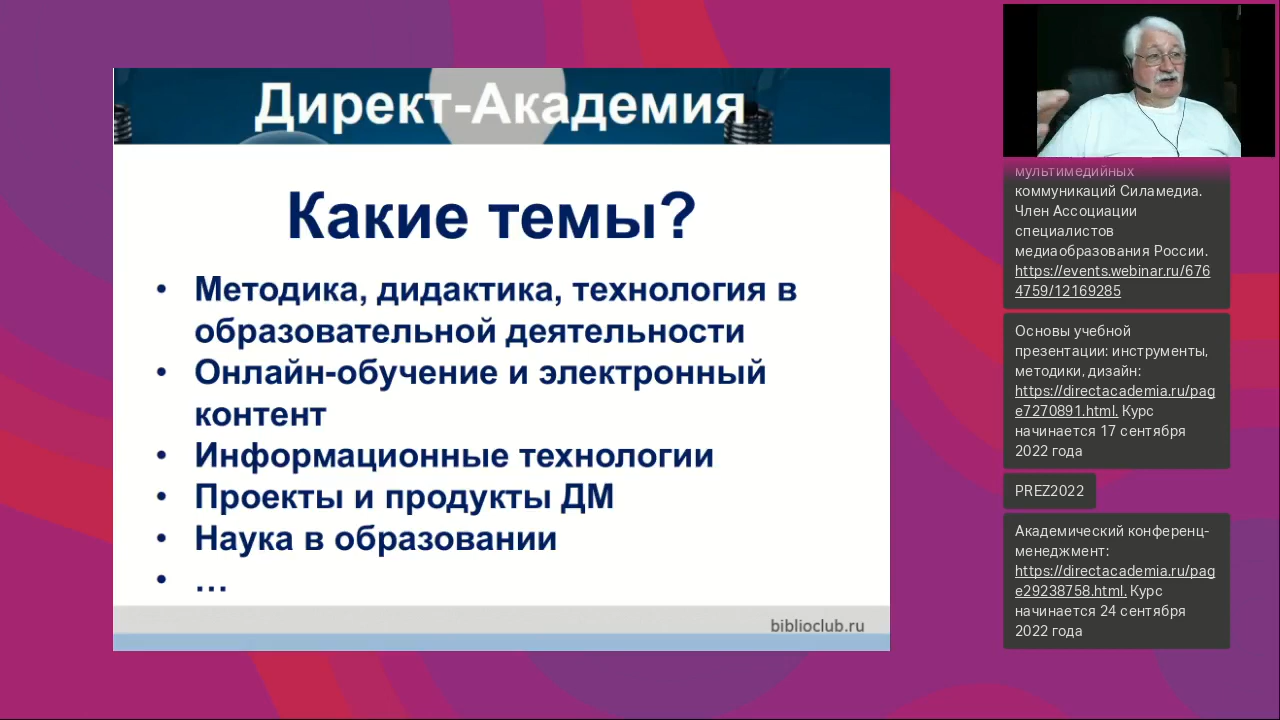 Директ-Академия
Какие темы?
• Методика, дидактика, технология в
образовательной деятельности
• Онлайн-обучение и электронный
контент
• Информационные технологии
• Проекты и продукты ДМ
• Наука в образовании
• ...
biblioclub.ru
мультимедийных
коммуникаций Силамедиа.
Член Ассоциации
специалистов
медиаобразования России.
https://events.webinar.ru/676
4759/12169285
Основы учебной
презентации: инструменты,
методики, дизайн:
https://directacademia.ru/pag
e7270891.html. Курс
начинается 17 сентября
2022 года
PREZ2022
Академический конференц-
менеджмент:
https://directacademia.ru/pag
e29238758.html. Курс
начинается 24 сентября
2022 года